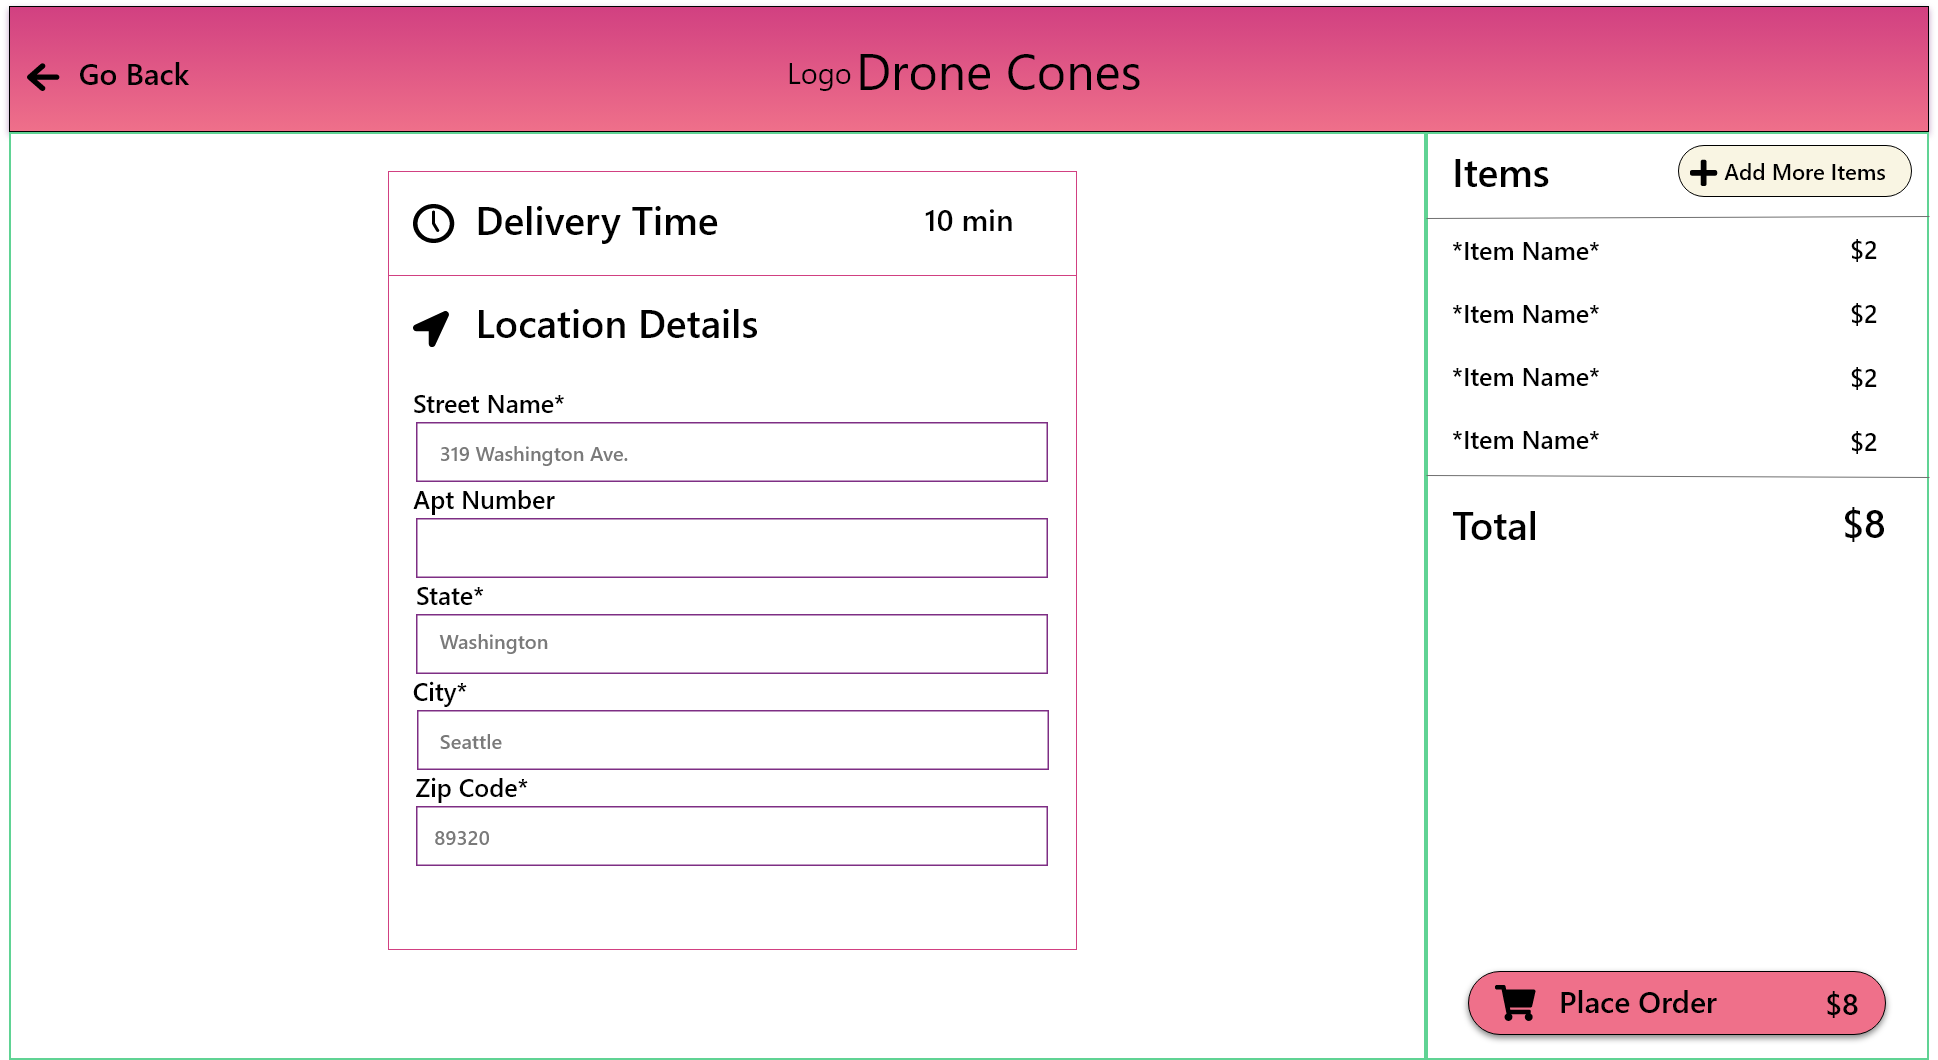 Go Back
Logo Drone Cones
Delivery Time 10 min
Location Details
Street Name*
319 Washington Ave.
Apt Number
State*
Washington
City*
Seattle
Zip Code*
89320
Items
Add More Items
*Item Name* $2
*Item Name* $2
*Item Name* $2
*Item Name* $2
Total $8
Place Order $8